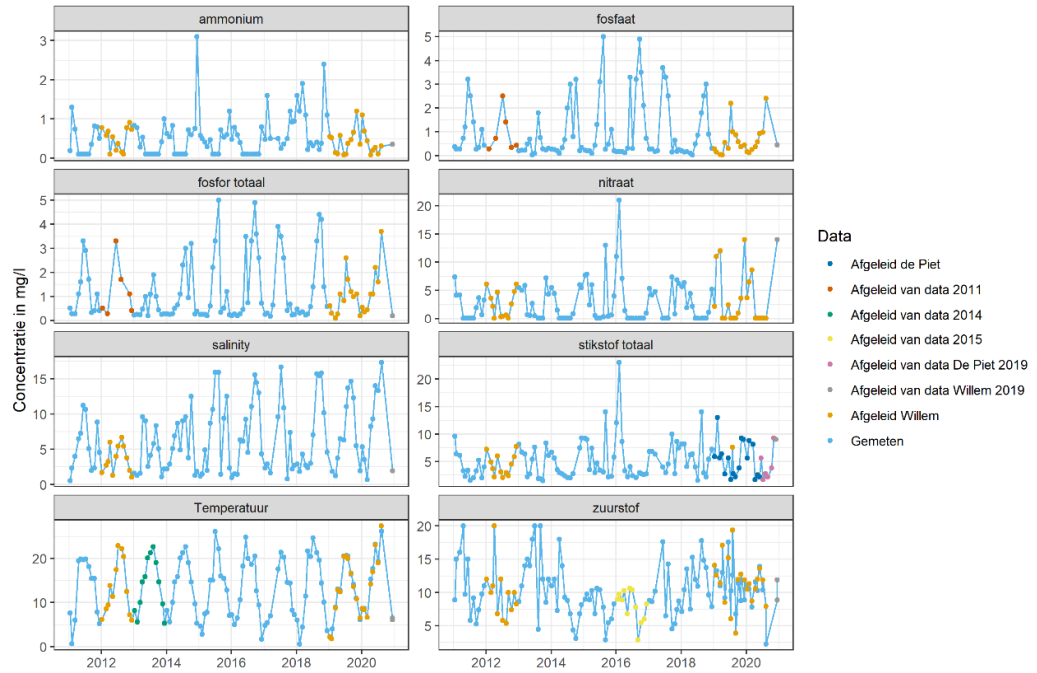 ammonium
fosfaat
3
2
1
0
5
4
3
2
1
0
fosfor totaal
nitraat
5
4
3
2
1
0
20
15
10
5
0
salinity
stikstof totaal
15
10
5
0
20
15
10
5
Temperatuur
zuurstof
20
10
0
20
15
10
5
2012
2014
2016
2018
2020
2012
2014
2016
2018
2020
Concentratie in mg/l
Data
Afgeleid de Piet
Afgeleid van data 2011
Afgeleid van data 2014
Afgeleid van data 2015
Afgeleid van data De Piet 2019
Afgeleid van data Willem 2019
Afgeleid Willem
Gemeten